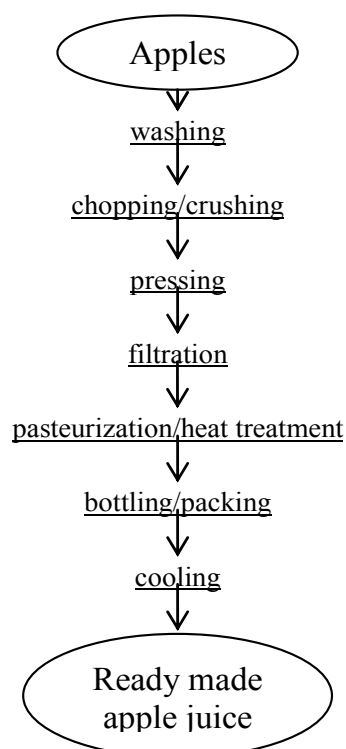 Apples
washing
chopping/crushing
pressing
filtration
pasteurization/heat treatment
bottling/packing
cooling
Ready made
apple juice